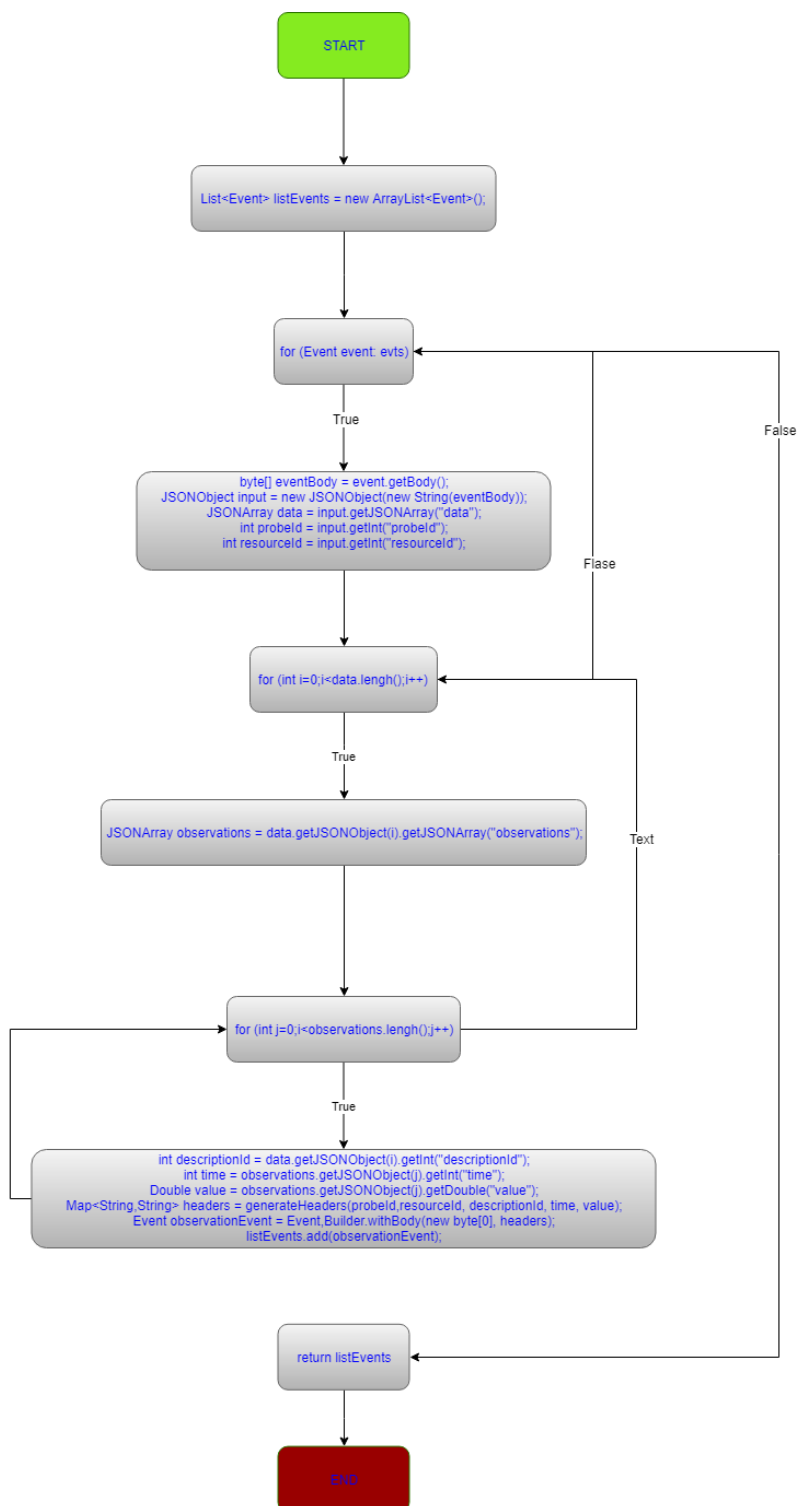 START
List<Event> listEvents = new ArrayList<Event>();
for (Event event: evts)
True
False
byte[] eventBody = event.getBody();
JSONObject input = new JSONObject(new String(eventBody));
JSONArray data = input.getJSONArray("data");
int probeId = input.getInt("probeId");
int resourceId = input.getInt("resourceId");
Flase
for (int i=0;i<data.lengh();i++)
True
JSONArray observations = data.getJSONObject(i).getJSONArray("observations");
Text
for (int j=0;i<observations.lengh();j++)
True
int descriptionId = data.getJSONObject(i).getInt("descriptionId");
int time = observations.getJSONObject(j).getInt("time");
Double value = observations.getJSONObject(j).getDouble("value");
Map<String,String> headers = generateHeaders(probeId,resourceId, descriptionId, time, value);
Event observationEvent = Event,Builder.withBody(new byte[0], headers);
listEvents.add(observationEvent);
return listEvents
END